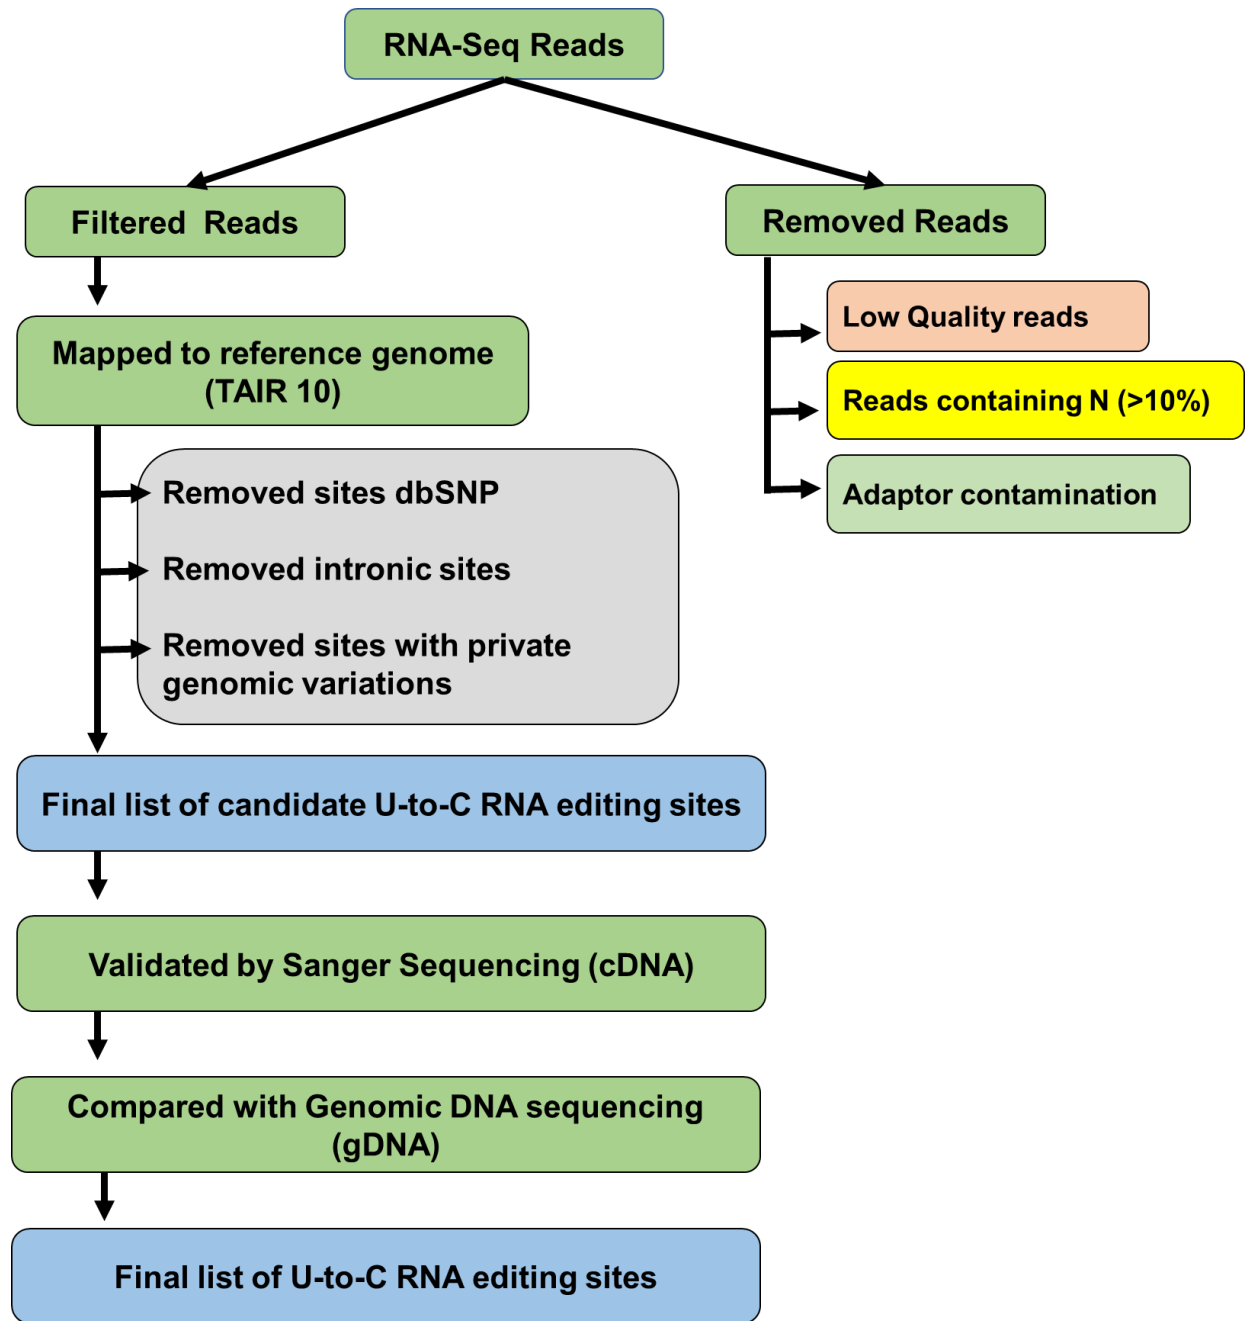 RNA-Seq Reads
Filtered Reads
Removed Reads
Low Quality reads
Reads containing N (>10%)
Adaptor contamination
Mapped to reference genome
(TAIR 10)
Removed sites dbSNP
Removed intronic sites
Removed sites with private
genomic variations
Final list of candidate U-to-C RNA editing sites
Validated by Sanger Sequencing (cDNA)
Compared with Genomic DNA sequencing
(gDNA)
Final list of U-to-C RNA editing sites